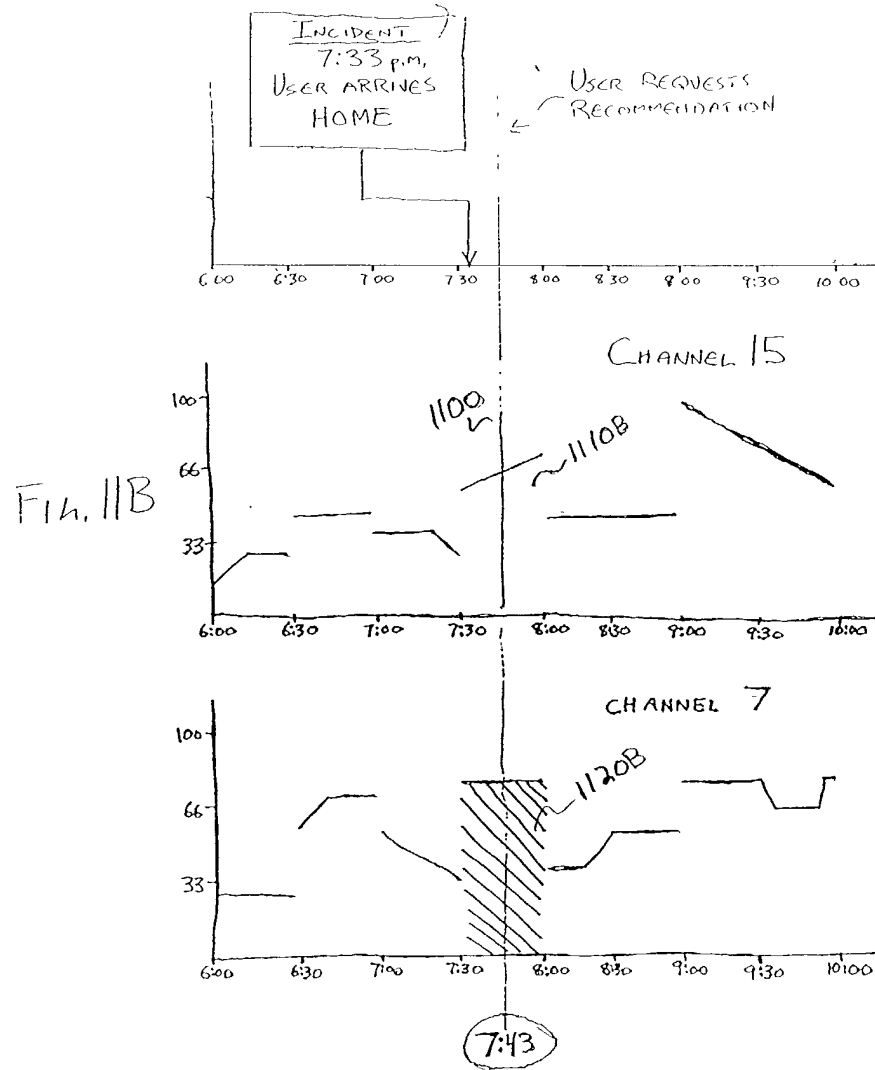 INCIDENT
7:33 p.m,
USER ARRIVES
HOME
USER REQUESTS
RECOMMENDATION
6:00 6:30 7:00 7:30 8:00 8:30 8:00 9:30 10:00
CHANNEL 15
100
66
33
1100
1110B
FIG. 11B
6:00 6:30 7:00 7:30 8:00 8:30 9:00 9:30 10:00
CHANNEL 7
100
66
33
1120B
6:00 6:30 7:00 7:30 8:00 8:30 9:00 9:30 10:00
7:43